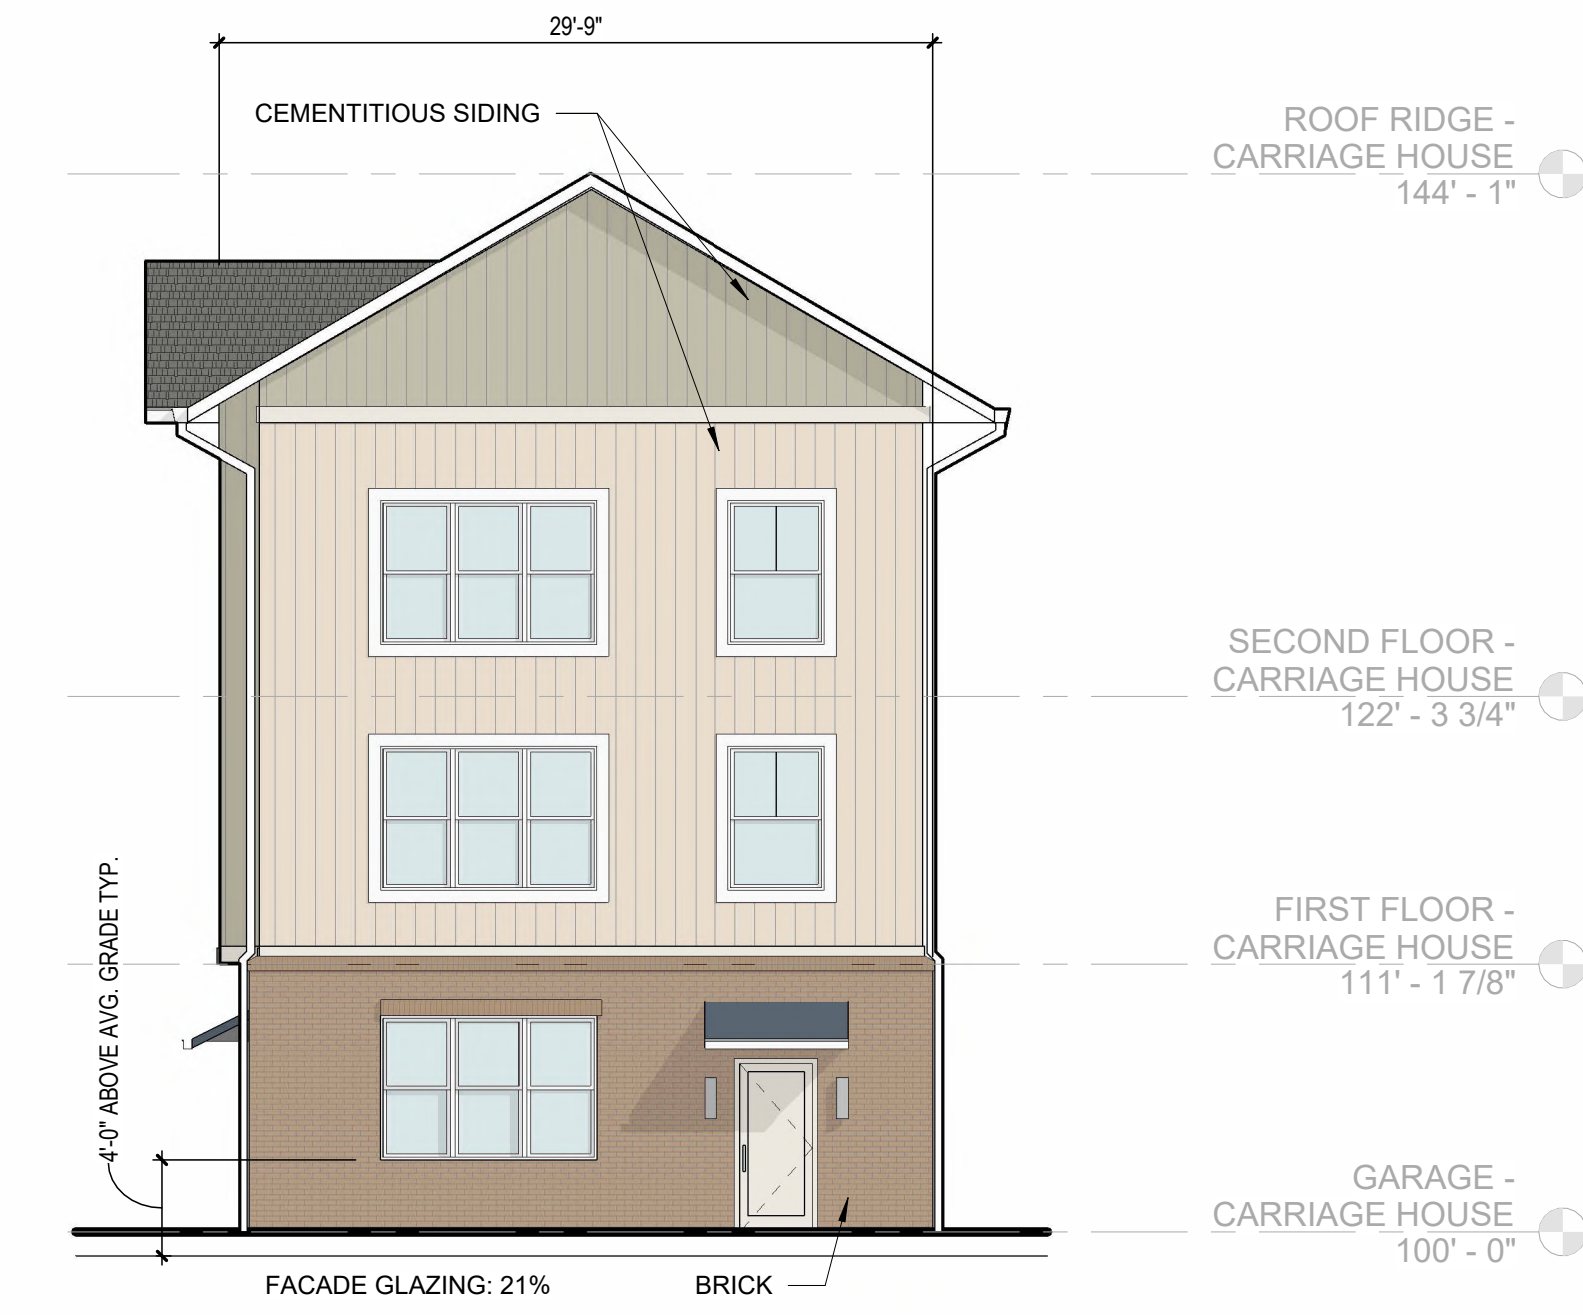 29'-9"
CEMENTITIOUS SIDING
ROOF RIDGE -
CARRIAGE HOUSE
144' - 1"
SECOND FLOOR -
CARRIAGE HOUSE
122' - 3 3/4"
4'-0" ABOVE AVG. GRADE TYP.
FIRST FLOOR -
CARRIAGE HOUSE
111' - 1 7/8"
GARAGE -
CARRIAGE HOUSE
100' - 0"
FACADE GLAZING: 21%
BRICK